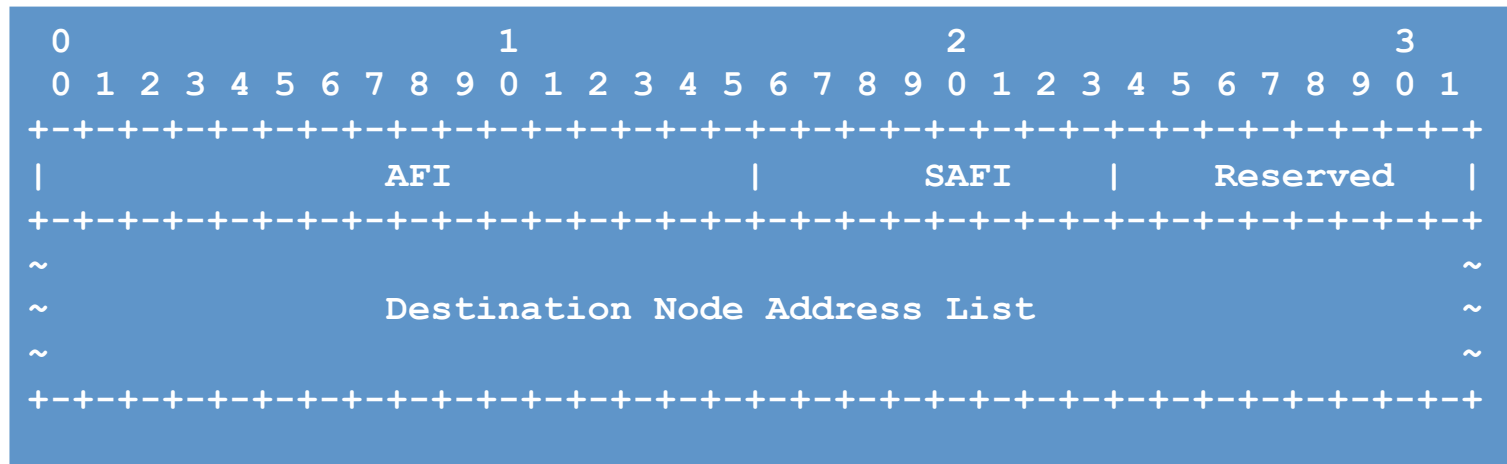 0 1 2 3
0 1 2 3 4 5 6 7 8 9 0 1 2 3 4 5 6 7 8 9 0 1 2 3 4 5 6 7 8 9 0 1
+-+-+-+-+-+-+-+-+-+-+-+-+-+-+-+-+-+-+-+-+-+-+-+-+-+-+-+-+-+-+-+-+
| AFI | SAFI | Reserved |
+-+-+-+-+-+-+-+-+-+-+-+-+-+-+-+-+-+-+-+-+-+-+-+-+-+-+-+-+-+-+-+-+
~ ~
~ Destination Node Address List ~
~ ~
+-+-+-+-+-+-+-+-+-+-+-+-+-+-+-+-+-+-+-+-+-+-+-+-+-+-+-+-+-+-+-+-+